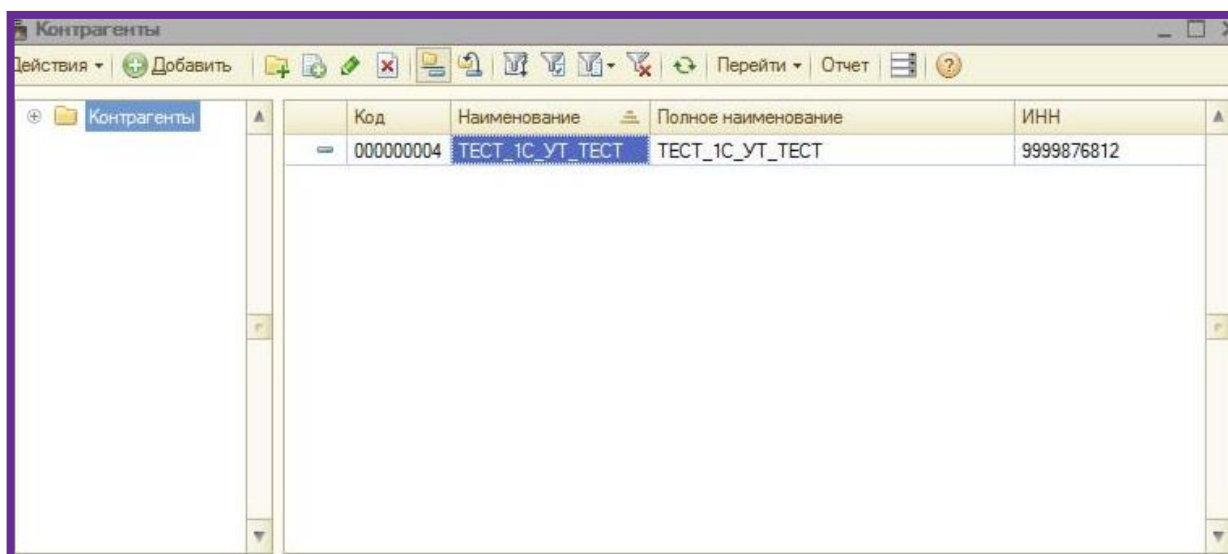 Контрагенты
Действия Добавить Перейти Отчет ?
Контрагенты
Код Наименование Полное наименование ИНН
000000004 ТЕСТ_1С_УТ_ТЕСТ ТЕСТ_1С_УТ_ТЕСТ 9999876812